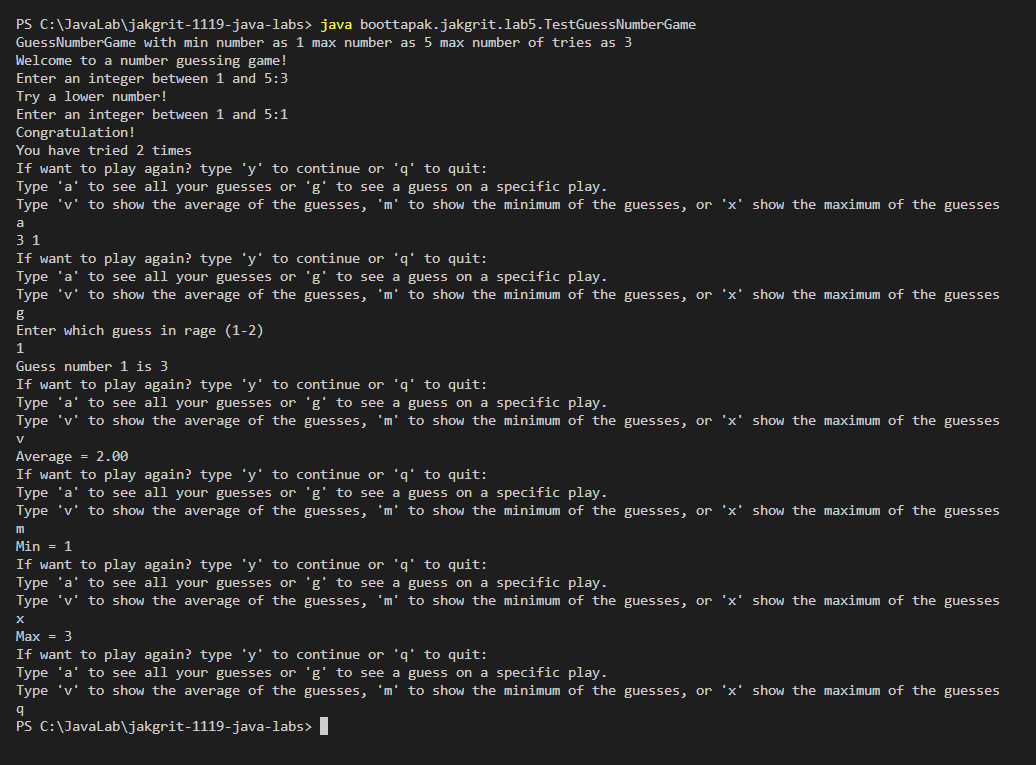 PS C:\JavaLab\jakgrit-1119-java-labs> java boottapak.jakgrit.lab5.TestGuessNumberGame
GuessNumberGame with min number as 1 max number as 5 max number of tries as 3
Welcome to a number guessing game!
Enter an integer between 1 and 5:3
Try a lower number!
Enter an integer between 1 and 5:1
Congratulation!
You have tried 2 times
If want to play again? type 'y' to continue or 'q' to quit:
Type 'a' to see all your guesses or 'g' to see a guess on a specific play.
Type 'v' to show the average of the guesses, 'm' to show the minimum of the guesses, or 'x' show the maximum of the guesses
a
3 1
If want to play again? type 'y' to continue or 'q' to quit:
Type 'a' to see all your guesses or 'g' to see a guess on a specific play.
Type 'v' to show the average of the guesses, 'm' to show the minimum of the guesses, or 'x' show the maximum of the guesses
g
Enter which guess in rage (1-2)
1
Guess number 1 is 3
If want to play again? type 'y' to continue or 'q' to quit:
Type 'a' to see all your guesses or 'g' to see a guess on a specific play.
Type 'v' to show the average of the guesses, 'm' to show the minimum of the guesses, or 'x' show the maximum of the guesses
v
Average = 2.00
If want to play again? type 'y' to continue or 'q' to quit:
Type 'a' to see all your guesses or 'g' to see a guess on a specific play.
Type 'v' to show the average of the guesses, 'm' to show the minimum of the guesses, or 'x' show the maximum of the guesses
m
Min = 1
If want to play again? type 'y' to continue or 'q' to quit:
Type 'a' to see all your guesses or 'g' to see a guess on a specific play.
Type 'v' to show the average of the guesses, 'm' to show the minimum of the guesses, or 'x' show the maximum of the guesses
x
Max = 3
If want to play again? type 'y' to continue or 'q' to quit:
Type 'a' to see all your guesses or 'g' to see a guess on a specific play.
Type 'v' to show the average of the guesses, 'm' to show the minimum of the guesses, or 'x' show the maximum of the guesses
q
PS C:\JavaLab\jakgrit-1119-java-labs>